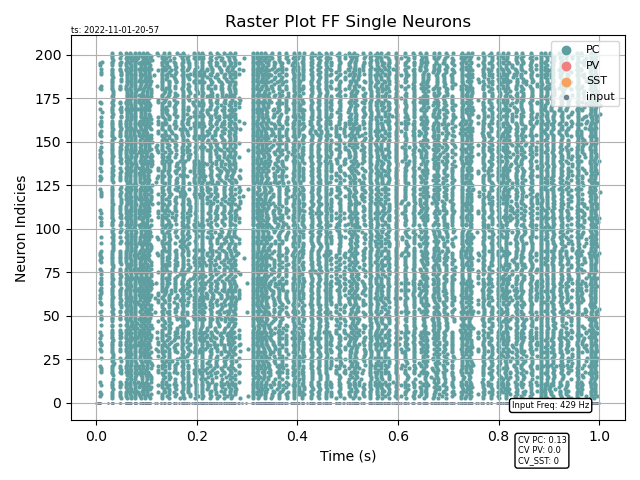 Raster Plot FF Single Neurons
ts: 2022-11-01-20-57
PC
PV
SST
input
Neuron Indicies
200
175
150
125
100
75
50
25
0
Input Freq: 429 Hz
0.0 0.2 0.4 0.6 0.8 1.0
Time (s)
CV PC: 0.13
CV PV: 0.0
CV_SST: 0